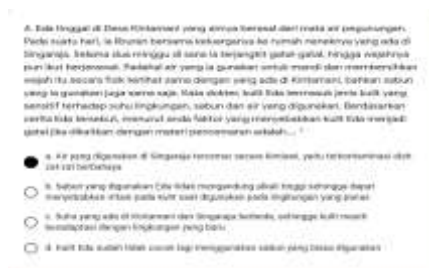 A. Eda tinggal di Desa Kintamani yang airnya berasal dari mata air pegunungan.
Pada suatu hari, ia liburan bersama keluarganya ke rumah neneknya yang ada di
Singaraja. Selama dua minggu di sana ia terjangkit gatal-gatal, hingga wajahnya
pun ikut berjerawat. Padahal air yang ia gunakan untuk mandi dan membersihkan
wajah itu secara fisik terlihat sama dengan yang ada di Kintamani, bahkan sabun
yang ia gunakan juga sama saja. Kata dokter, kulit Eda termasuk jenis kulit yang
sensitif terhadap suhu lingkungan, sabun dan air yang digunakan. Berdasarkan
cerita Eda tersebut, menurut anda faktor yang menyebabkan kulit Eda menjadi
gatal jika dikaitkan dengan materi pencemaran adalah.... *
a. Air yang digunakan di Singaraja tercemar secara kimiawi, yaitu terkontaminasi oleh
zat-zat berbahaya
b. Sabun yang digunakan Eda tidak mengandung alkali tinggi sehingga dapat
menyebabkan iritasi pada kulit saat digunakan pada lingkungan yang panas
c. Suhu yang ada di Kintamani dan Singaraja berbeda, sehingga kulit mesti
beradaptasi dengan lingkungan yang baru
d. Kulit Eda sudah tidak cocok lagi menggunakan sabun yang biasa digunakan